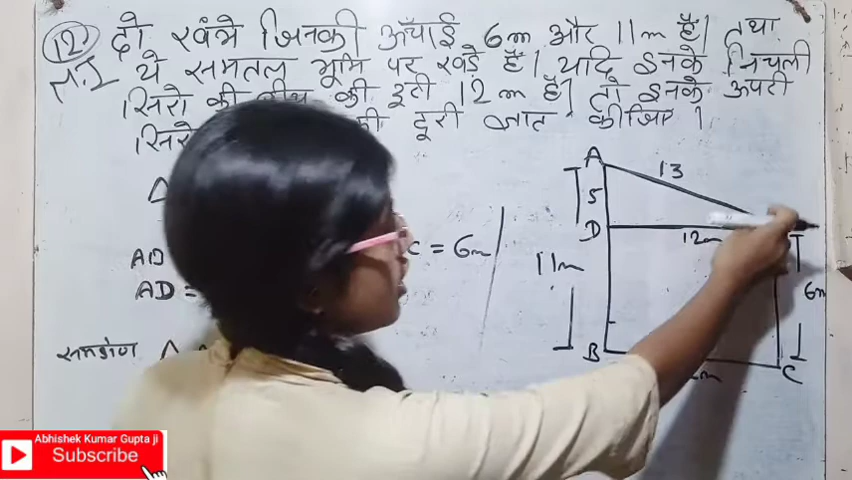 (12) दो स्वंभे जिनकी ऊँचाई 6m और 11m हैं। तथा
ये समतल भूमि पर खड़े हैं। यदि इनके निचली
सिरो की बीच की दूरी 12m है। तो इनके ऊपरी
सिरो की दूरी ज्ञात कीजिए।
A
13
5
D
12m
11m
6m
B
C
AD
C = 6m
AD =
समकोण
Abhishek Kumar Gupta ji
Subscribe